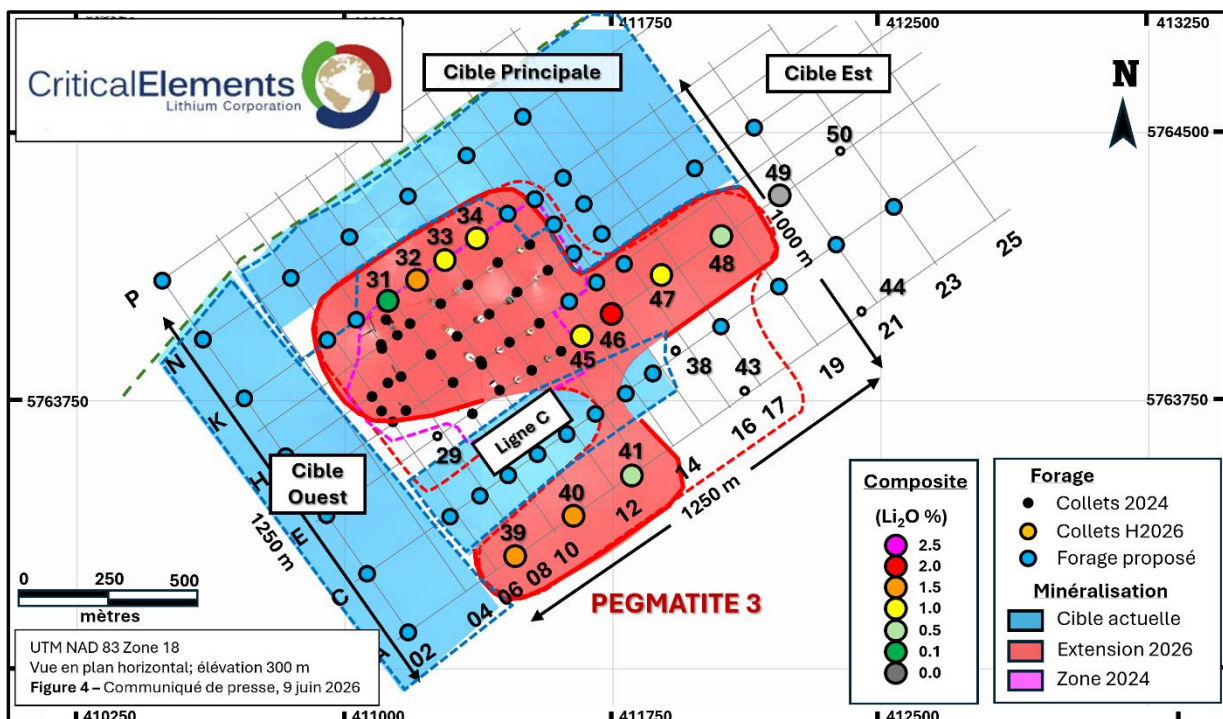 411750
412500
413250
CriticalElements
Lithium Corporation
Cible Principale
Cible Est
N
5764500
5764500
50
49
1000 m
34
33
32
31
48
47
46
45
25
23
44
21
P
N
K
H
E
C
A
38
43
19
17
16
14
12
10
08
06
04
02
5763750
5763750
29
Ligne C
Cible
Ouest
1250 m
41
40
39
1250 m
PEGMATITE 3
0 250 500
mètres
UTM NAD 83 Zone 18
Vue en plan horizontal; élévation 300 m
Figure 4 – Communiqué de presse, 9 juin 2026
Composite
(Li₂O %)
2.5
2.0
1.5
1.0
0.5
0.1
0.0
Forage
Collets 2024
Collets H2026
Forage proposé
Minéralisation
Cible actuelle
Extension 2026
Zone 2024
410250
411000
411750
412500
413250